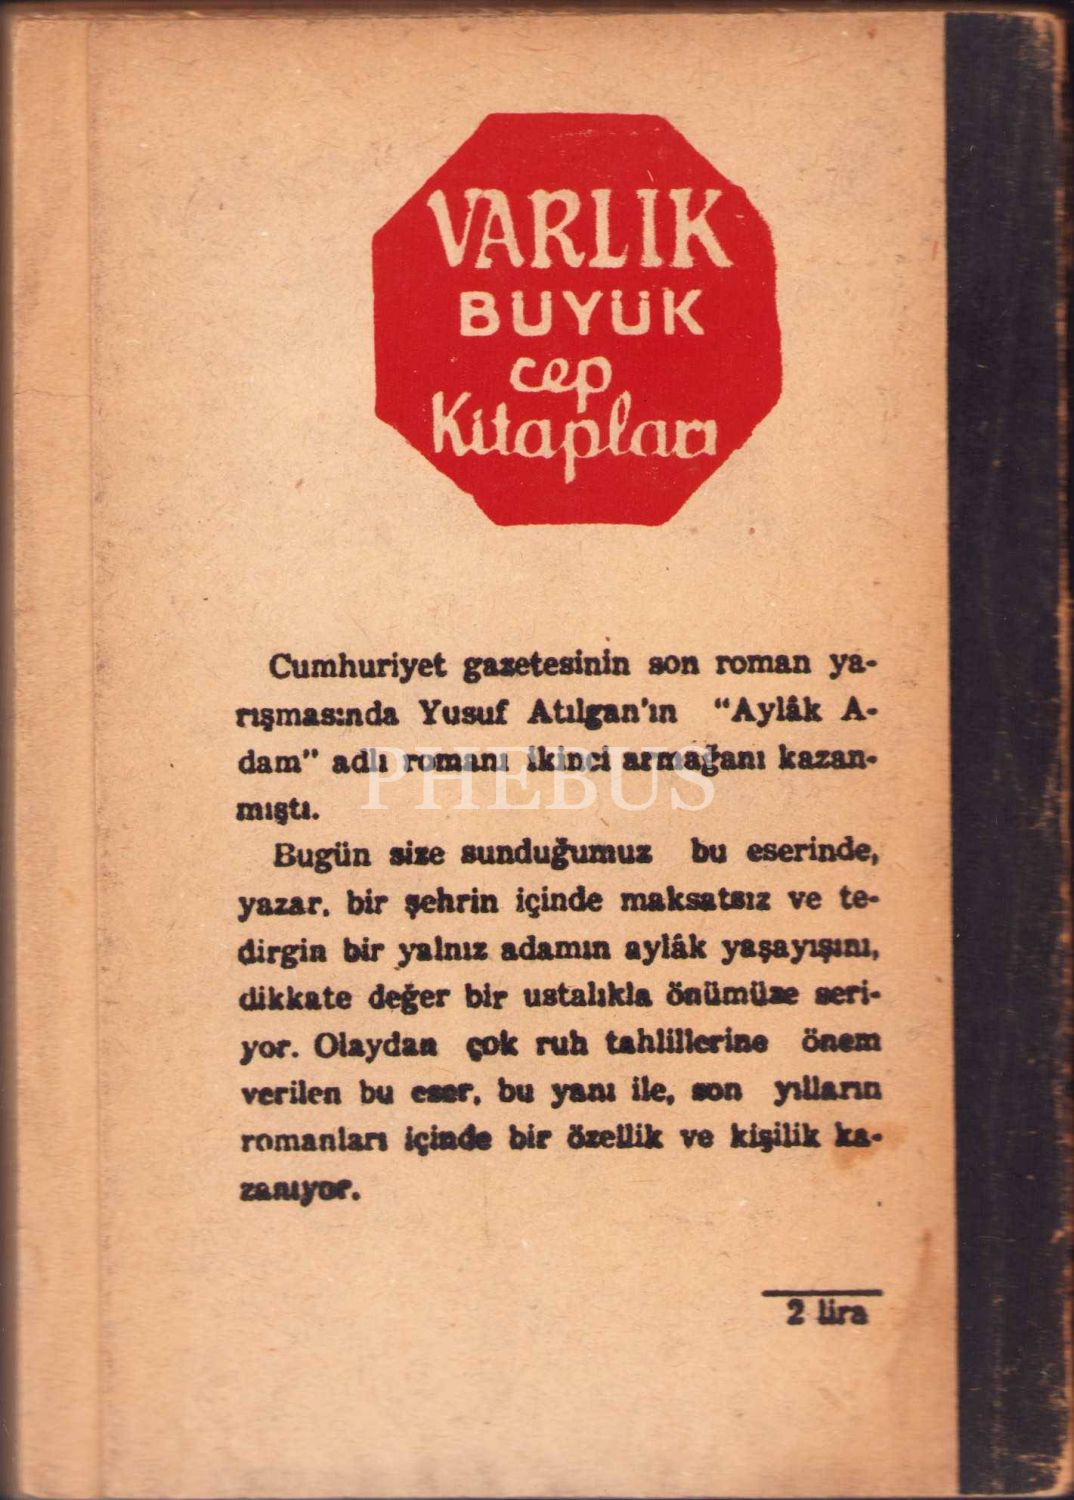 VARLIK
BÜYÜK
cep
Kitapları
Cumhuriyet gazetesinin son roman ya-
rışmasında Yusuf Atılgan'ın "Aylâk A-
dam" adlı romanı ikinci armağanı kazan-
mıştı.
PHEBUS
Bugün size sunduğumuz bu eserinde,
yazar, bir şehrin içinde maksatsız ve te-
dirgin bir yalnız adamın aylâk yaşayışını,
dikkate değer bir ustalıkla önümüze seri-
yor. Olaydan çok ruh tahlillerine önem
verilen bu eser, bu yanı ile, son yılların
romanları içinde bir özellik ve kişilik ka-
zanıyor.
2 lira